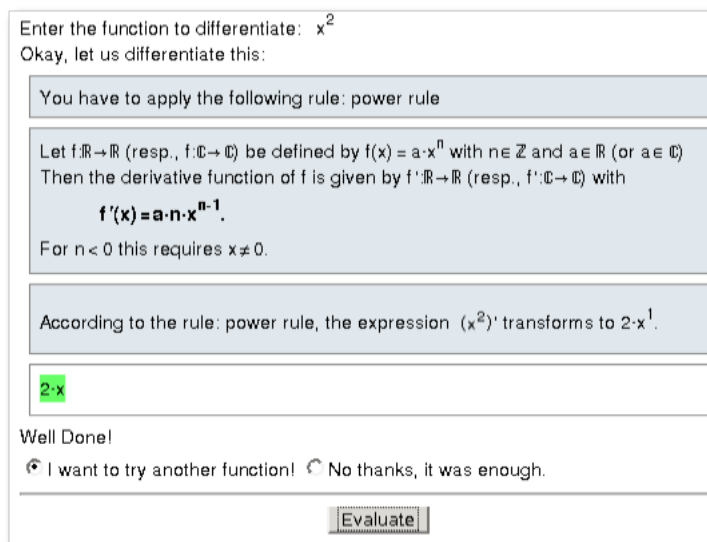 Enter the function to differentiate: x²
Okay, let us differentiate this:
You have to apply the following rule: power rule
Let f:ℝ→ℝ (resp., f:ℂ→ℂ) be defined by f(x) = a·xⁿ with n∈ ℤ and a∈ ℝ (or a∈ ℂ)
Then the derivative function of f is given by f':ℝ→ℝ (resp., f':ℂ→ℂ) with
f'(x)=a·n·xⁿ⁻¹.
For n< 0 this requires x≠0.
According to the rule: power rule, the expression (x²)' transforms to 2·x¹.
2·x
Well Done!
I want to try another function! No thanks, it was enough.
Evaluate